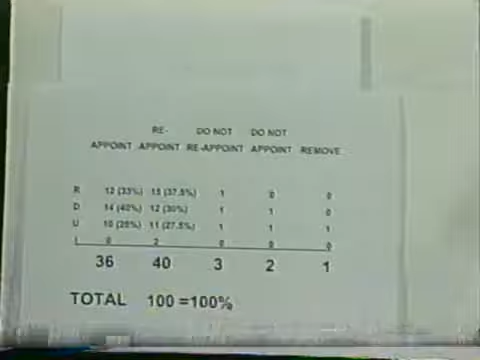 RE- DO NOT DO NOT
APPOINT APPOINT RE-APPOINT APPOINT REMOVE
R 12 (33%) 15 (37.5%) 1 0 0
D 14 (40%) 12 (30%) 1 1 0
U 10 (28%) 11 (27.5%) 1 1 1
I 0 2 0 0 0
36 40 3 2 1
TOTAL 100 =100%